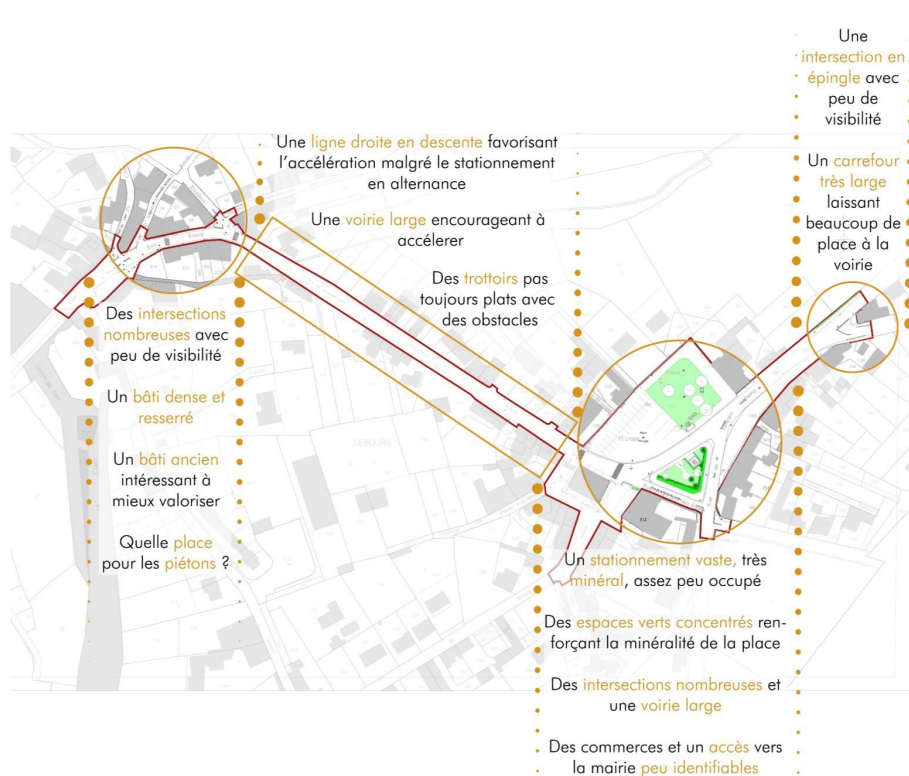 Une
intersection en
épingle avec
peu de
visibilité
Un carrefour
très large
laissant
beaucoup de
place à la
voirie
Une ligne droite en descente favorisant
l'accélération malgré le stationnement
en alternance
Une voirie large encourageant à
accélerer
Des trottoirs pas
toujours plats avec
des obstacles
Des intersections
nombreuses avec
peu de visibilité
Un bâti dense et
resserré
Un bâti ancien
intéressant à
mieux valoriser
Quelle place
pour les piétons ?
LE BOURG
Un stationnement vaste, très
minéral, assez peu occupé
Des espaces verts concentrés ren-
forçant la minéralité de la place
Des intersections nombreuses et
une voirie large
Des commerces et un accès vers
la mairie peu identifiables